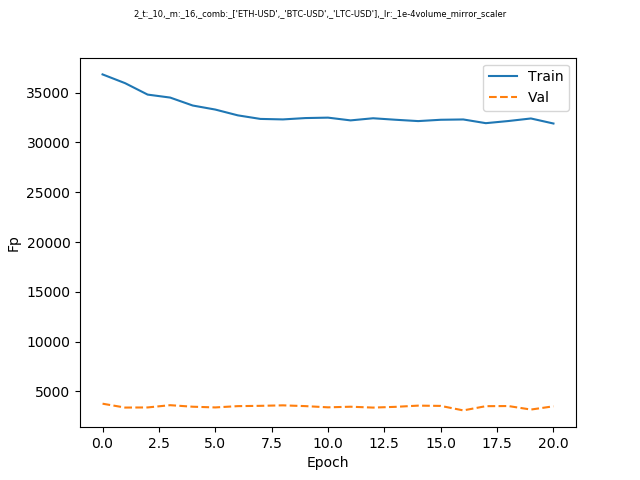 2_t:_10,_m:_16,_comb:_['ETH-USD',_'BTC-USD',_'LTC-USD'],_lr:_1e-4volume_mirror_scaler
Train
Val
35000
30000
25000
20000
15000
10000
5000
Fp
0.0 2.5 5.0 7.5 10.0 12.5 15.0 17.5 20.0
Epoch